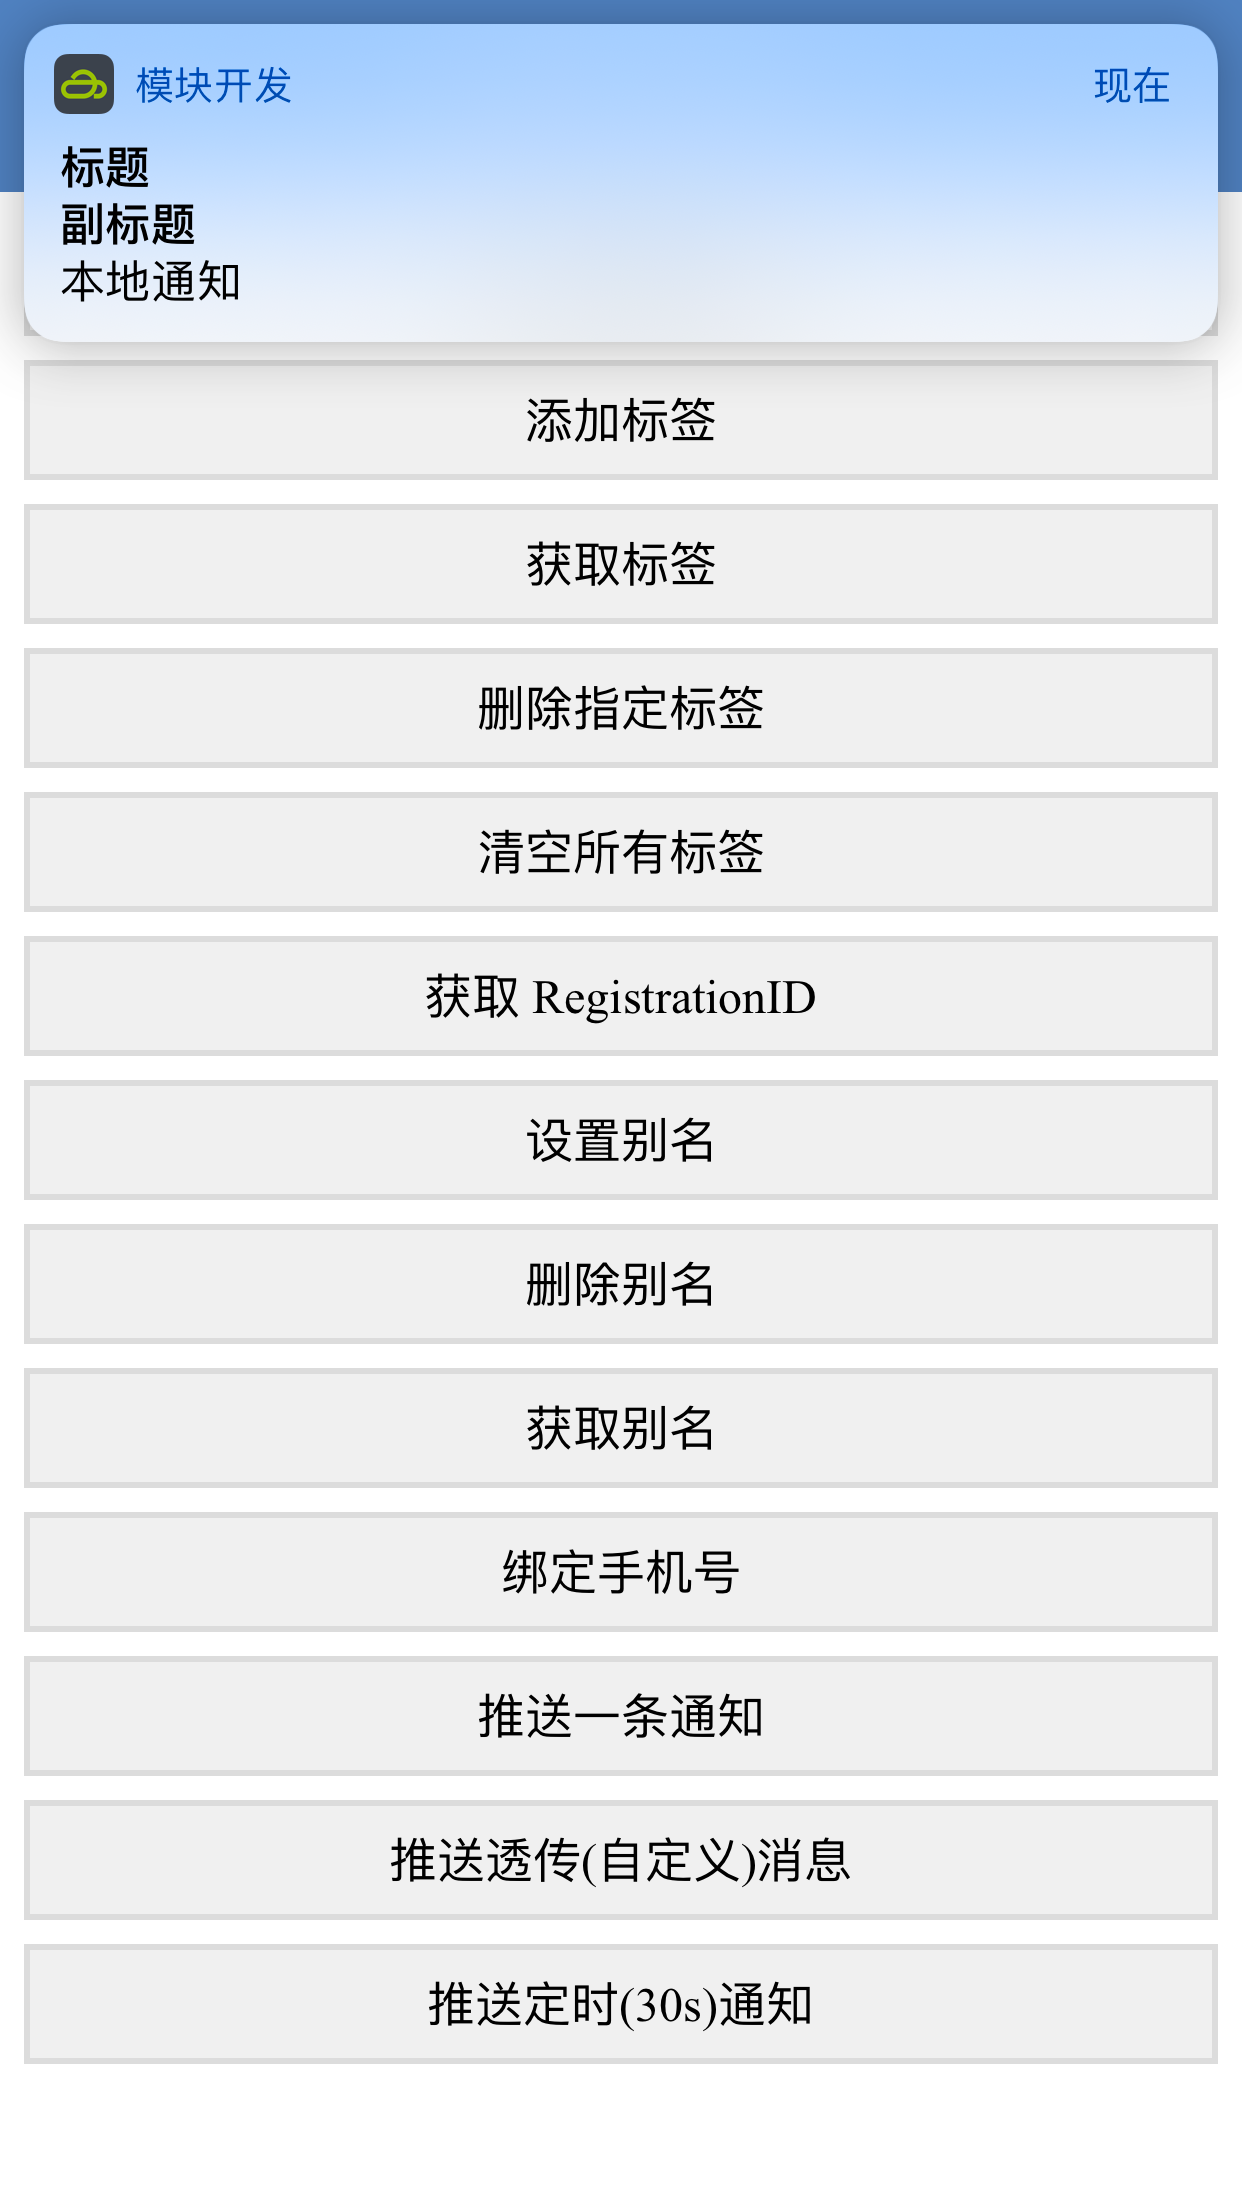 模块开发 现在
标题
副标题
本地通知
添加标签
获取标签
删除指定标签
清空所有标签
获取 RegistrationID
设置别名
删除别名
获取别名
绑定手机号
推送一条通知
推送透传(自定义)消息
推送定时(30s)通知